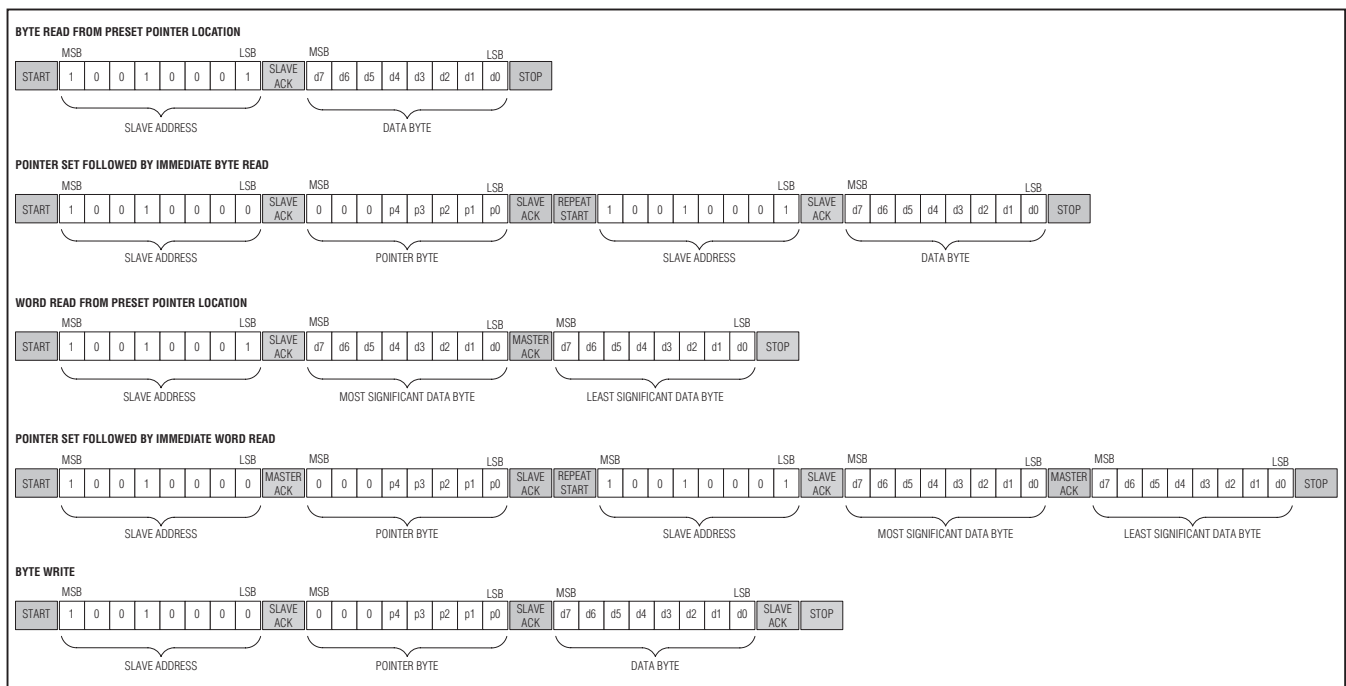 BYTE READ FROM PRESET POINTER LOCATION
MSB LSB MSB LSB
START 1 0 0 1 0 0 0 1 SLAVE ACK d7 d6 d5 d4 d3 d2 d1 d0 STOP
SLAVE ADDRESS DATA BYTE
POINTER SET FOLLOWED BY IMMEDIATE BYTE READ
MSB LSB MSB LSB LSB MSB LSB
START 1 0 0 1 0 0 0 0 SLAVE ACK 0 0 0 p4 p3 p2 p1 p0 SLAVE ACK REPEAT START 1 0 0 1 0 0 0 1 SLAVE ACK d7 d6 d5 d4 d3 d2 d1 d0 STOP
SLAVE ADDRESS POINTER BYTE SLAVE ADDRESS DATA BYTE
WORD READ FROM PRESET POINTER LOCATION
MSB LSB MSB LSB MSB LSB
START 1 0 0 1 0 0 0 1 SLAVE ACK d7 d6 d5 d4 d3 d2 d1 d0 MASTER ACK d7 d6 d5 d4 d3 d2 d1 d0 STOP
SLAVE ADDRESS MOST SIGNIFICANT DATA BYTE LEAST SIGNIFICANT DATA BYTE
POINTER SET FOLLOWED BY IMMEDIATE WORD READ
MSB LSB MSB LSB MSB LSB MSB LSB MSB LSB
START 1 0 0 1 0 0 0 0 MASTER ACK 0 0 0 p4 p3 p2 p1 p0 SLAVE ACK REPEAT START 1 0 0 1 0 0 0 1 SLAVE ACK d7 d6 d5 d4 d3 d2 d1 d0 MASTER ACK d7 d6 d5 d4 d3 d2 d1 d0 STOP
SLAVE ADDRESS POINTER BYTE SLAVE ADDRESS MOST SIGNIFICANT DATA BYTE LEAST SIGNIFICANT DATA BYTE
BYTE WRITE
MSB LSB MSB LSB MSB LSB
START 1 0 0 1 0 0 0 0 SLAVE ACK 0 0 0 p4 p3 p2 p1 p0 SLAVE ACK d7 d6 d5 d4 d3 d2 d1 d0 SLAVE ACK STOP
SLAVE ADDRESS POINTER BYTE DATA BYTE